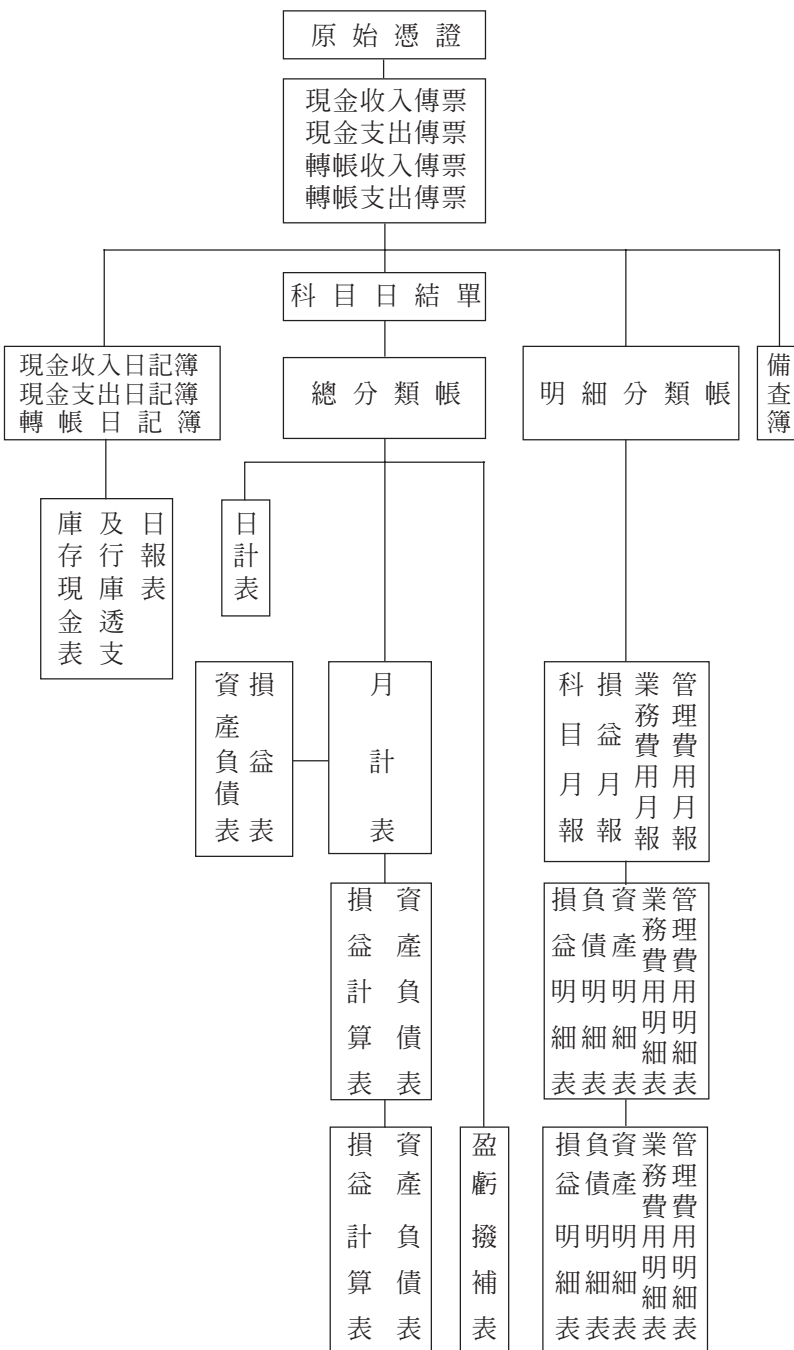 原始憑證
現金收入傳票
現金支出傳票
轉帳收入傳票
轉帳支出傳票
科目日結單
現金收入日記簿
現金支出日記簿
轉帳日記簿
總分類帳
明細分類帳
備查簿
庫存現金表
及行庫透支
日報表
日計表
資產負債表
損益表
月計表
科目月報
損益月報
業務費用月報
管理費用月報
損益計算表
資產負債表
損益明細表
負債明細表
資產明細表
業務費用明細表
管理費用明細表
損益計算表
資產負債表
盈虧撥補表
損益明細表
負債明細表
資產明細表
業務費用明細表
管理費用明細表